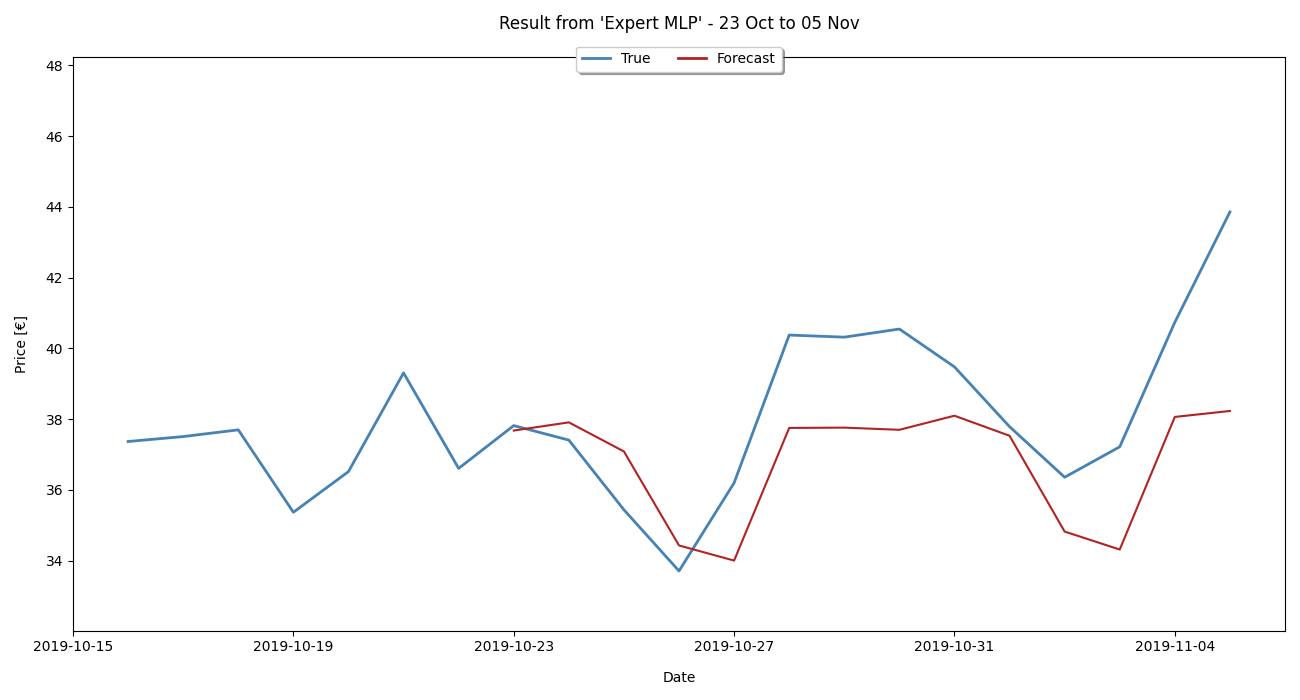 Result from 'Expert MLP' - 23 Oct to 05 Nov
True Forecast
48
46
44
42
40
38
36
34
Price [€]
2019-10-15 2019-10-19 2019-10-23 2019-10-27 2019-10-31 2019-11-04
Date